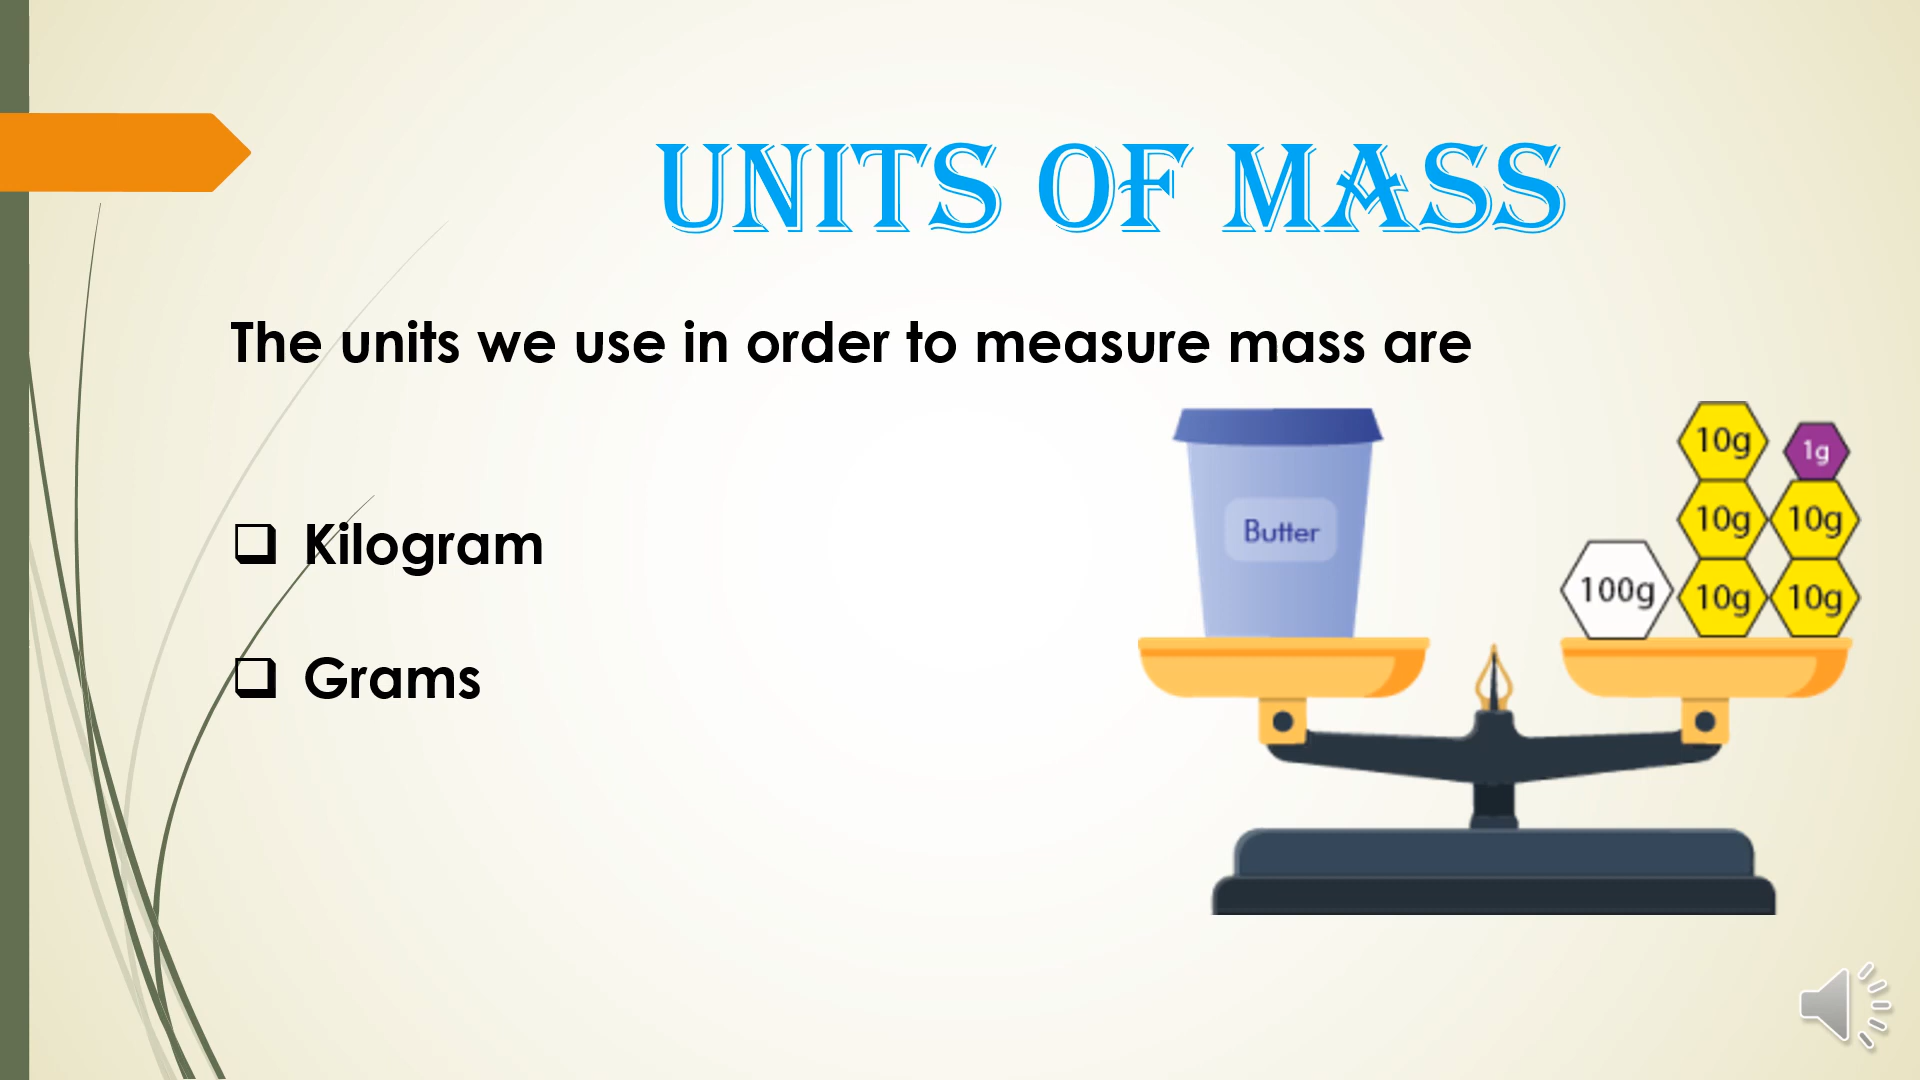 UNITS OF MASS
The units we use in order to measure mass are
❑ Kilogram
❑ Grams
Butter
10g
1g
10g 10g
100g 10g 10g